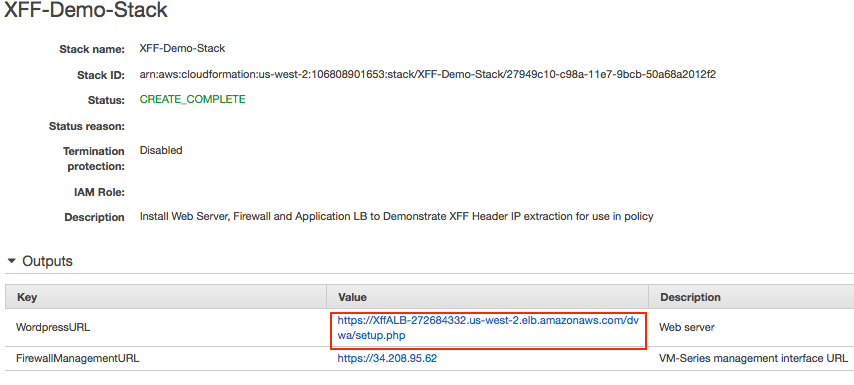 XFF-Demo-Stack
Stack name: XFF-Demo-Stack
Stack ID: arn:aws:cloudformation:us-west-2:106808901653:stack/XFF-Demo-Stack/27949c10-c98a-11e7-9bcb-50a68a2012f2
Status: CREATE_COMPLETE
Status reason:
Termination Disabled
protection:
IAM Role:
Description Install Web Server, Firewall and Application LB to Demonstrate XFF Header IP extraction for use in policy
Outputs
Key Value Description
WordpressURL https://XffALB-272684332.us-west-2.elb.amazonaws.com/dv Web server
wa/setup.php
FirewallManagementURL https://34.208.95.62 VM-Series management interface URL